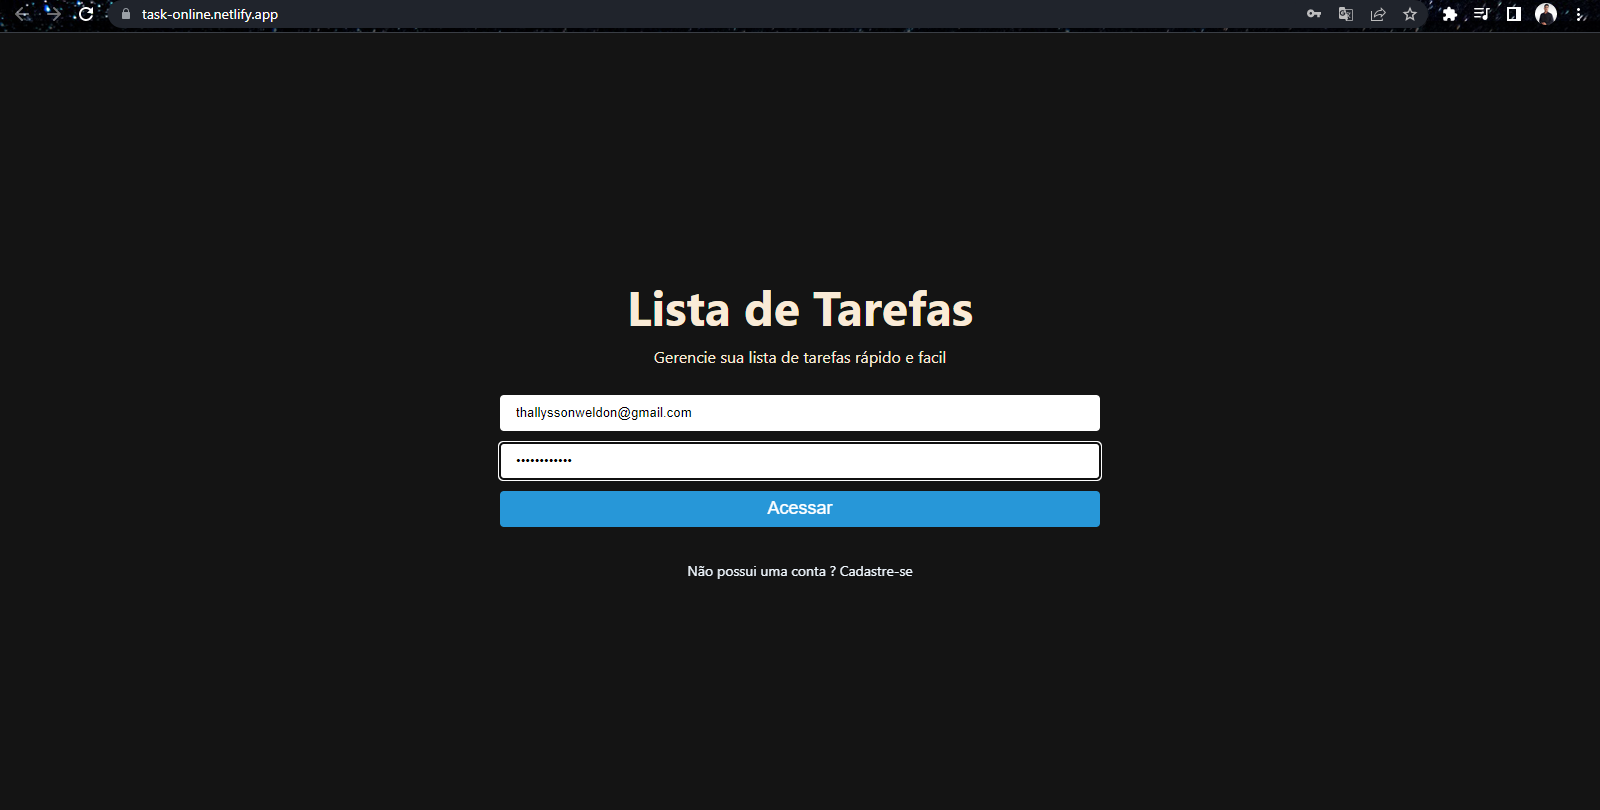 task-online.netlify.app
Lista de Tarefas
Gerencie sua lista de tarefas rápido e facil
thallyssonweldon@gmail.com
••••••••••••
Acessar
Não possui uma conta ? Cadastre-se